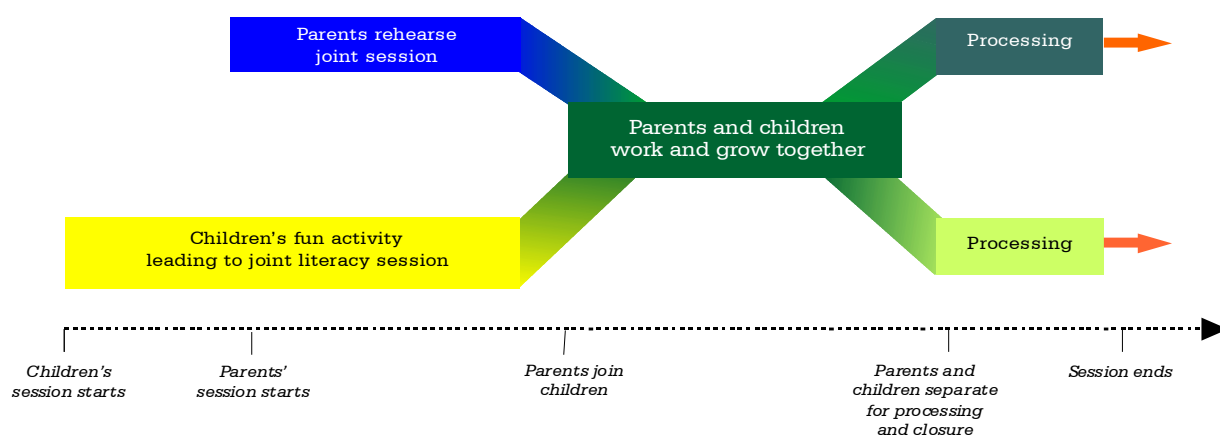 Parents rehearse
joint session
Processing
Parents and children
work and grow together
Children's fun activity
leading to joint literacy session
Processing
Children's
session starts
Parents'
session starts
Parents join
children
Parents and
children separate
for processing
and closure
Session ends